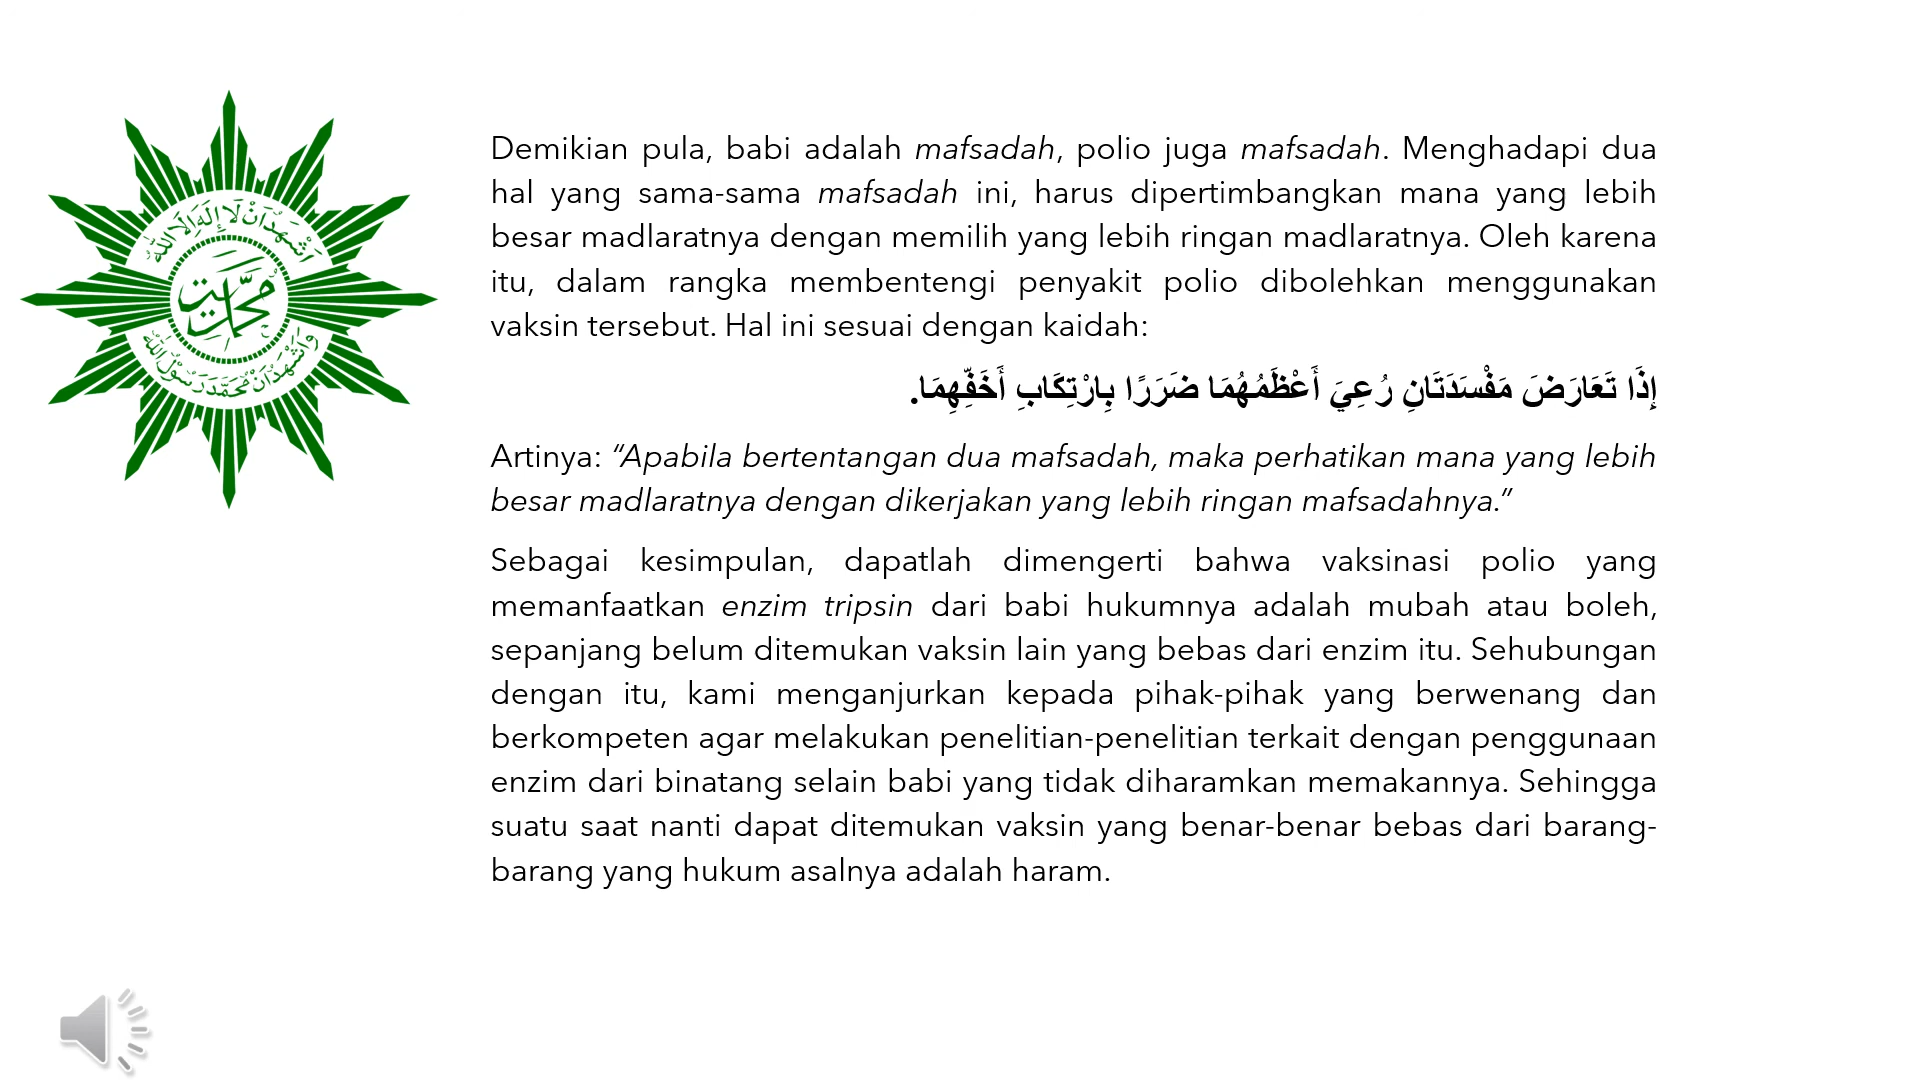 اَشْهَدُ اَنْ لَا إِلَهَ اِلَّا اللهُ
محمديت
وَاَشْهَدُ اَنَّ مُحَمَّدَرَسُوْلُ اللهُ
Demikian pula, babi adalah mafsadah, polio juga mafsadah. Menghadapi dua
hal yang sama-sama mafsadah ini, harus dipertimbangkan mana yang lebih
besar madlaratnya dengan memilih yang lebih ringan madlaratnya. Oleh karena
itu, dalam rangka membentengi penyakit polio dibolehkan menggunakan
vaksin tersebut. Hal ini sesuai dengan kaidah:
إِذَا تَعَارَضَ مَفْسَدَتَانِ رُعِيَ أَعْظَمُهُمَا ضَرَرًا بِارْتِكَابِ أَخَفِّهِمَا.
Artinya: “Apabila bertentangan dua mafsadah, maka perhatikan mana yang lebih
besar madlaratnya dengan dikerjakan yang lebih ringan mafsadahnya.”
Sebagai kesimpulan, dapatlah dimengerti bahwa vaksinasi polio yang
memanfaatkan enzim tripsin dari babi hukumnya adalah mubah atau boleh,
sepanjang belum ditemukan vaksin lain yang bebas dari enzim itu. Sehubungan
dengan itu, kami menganjurkan kepada pihak-pihak yang berwenang dan
berkompeten agar melakukan penelitian-penelitian terkait dengan penggunaan
enzim dari binatang selain babi yang tidak diharamkan memakannya. Sehingga
suatu saat nanti dapat ditemukan vaksin yang benar-benar bebas dari barang-
barang yang hukum asalnya adalah haram.